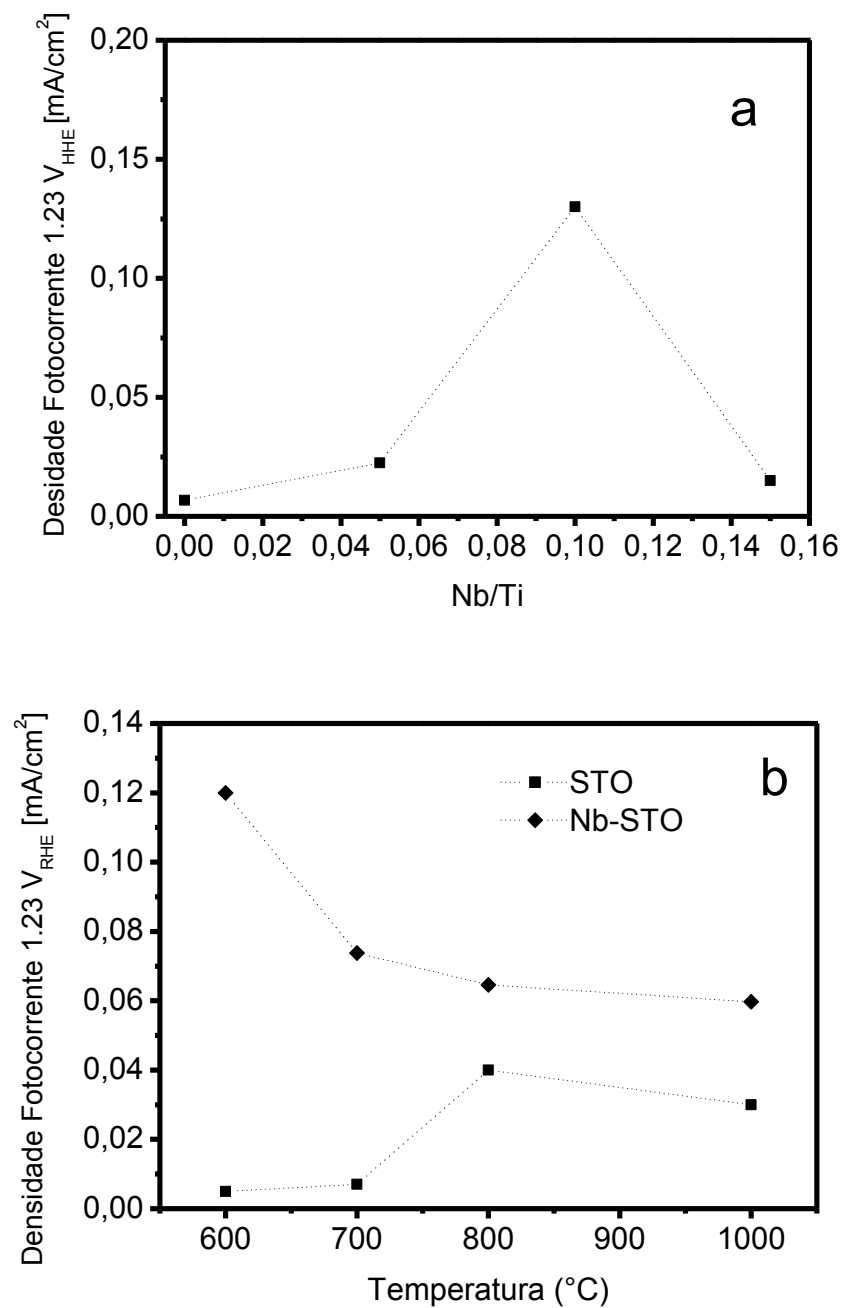 Desidade Fotocorrente 1.23 V_HHE [mA/cm²]
0,20
0,15
0,10
0,05
0,00
a
0,00 0,02 0,04 0,06 0,08 0,10 0,12 0,14 0,16
Nb/Ti
Densidade Fotocorrente 1.23 V_RHE [mA/cm²]
0,14
0,12
0,10
0,08
0,06
0,04
0,02
0,00
STO
Nb-STO
b
600 700 800 900 1000
Temperatura (°C)